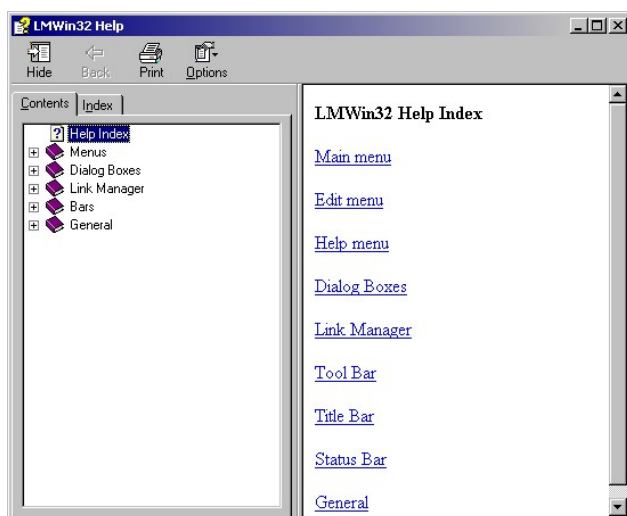 LMWin32 Help
Hide Back Print Options
Contents Index
Help Index
Menus
Dialog Boxes
Link Manager
Bars
General
LMWin32 Help Index
Main menu
Edit menu
Help menu
Dialog Boxes
Link Manager
Tool Bar
Title Bar
Status Bar
General